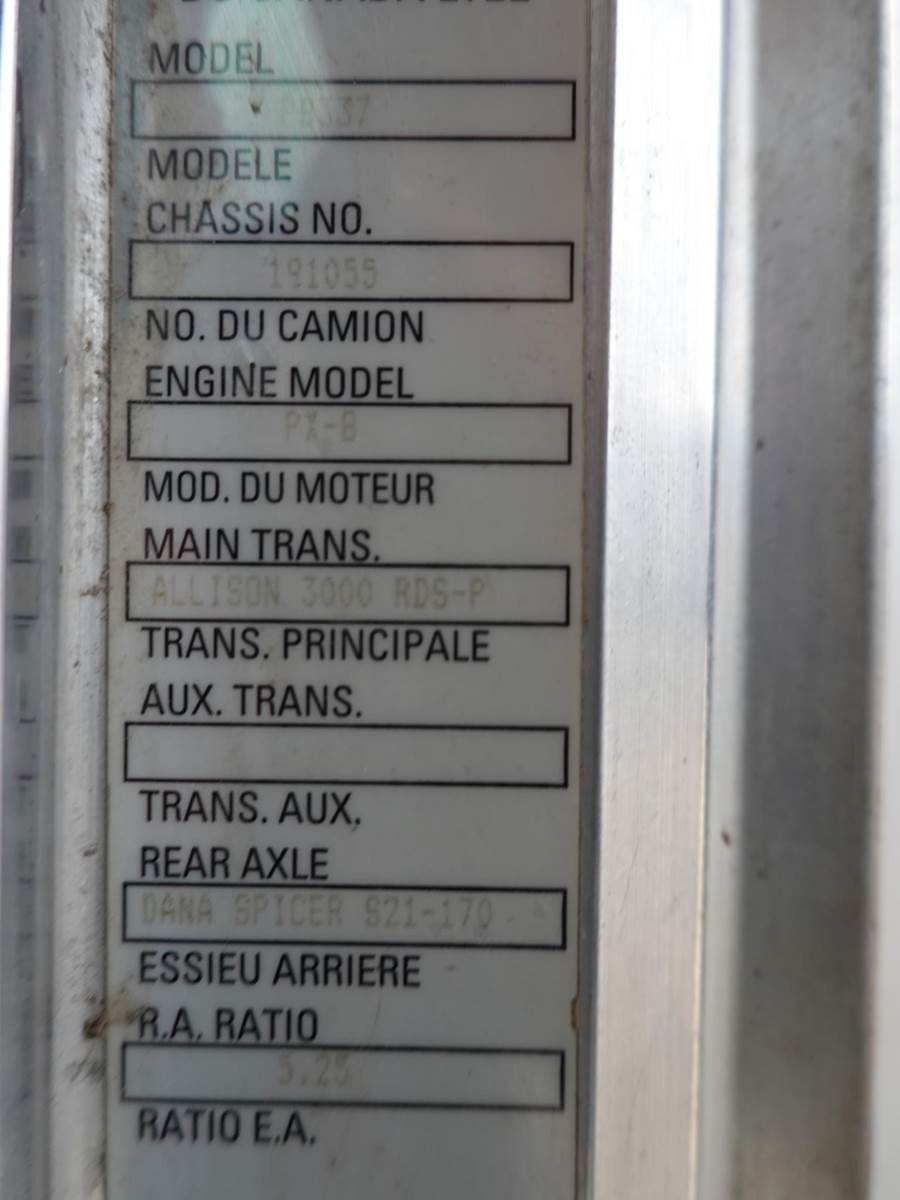 MODEL
MODELE
CHASSIS NO.
191055
NO. DU CAMION
ENGINE MODEL
PX-8
MOD. DU MOTEUR
MAIN TRANS.
ALLISON 3000 RDS-P
TRANS. PRINCIPALE
AUX. TRANS.
TRANS. AUX.
REAR AXLE
DANA SPICER S21-170
ESSIEU ARRIERE
R.A. RATIO
5.25
RATIO E.A.